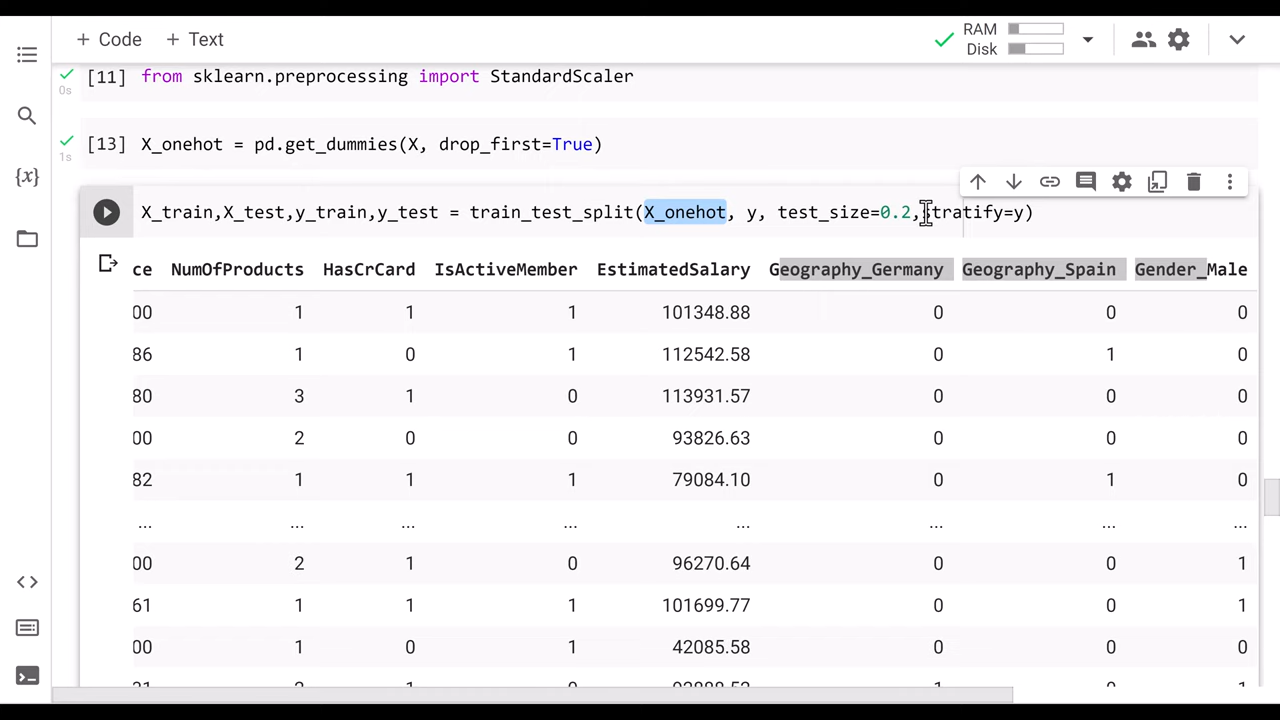 + Code + Text
RAM
Disk
[11] from sklearn.preprocessing import StandardScaler
0s
[13] X_onehot = pd.get_dummies(X, drop_first=True)
1s
{x}
X_train,X_test,y_train,y_test = train_test_split(X_onehot, y, test_size=0.2,stratify=y)
ce NumOfProducts HasCrCard IsActiveMember EstimatedSalary Geography_Germany Geography_Spain Gender_Male
00 1 1 1 101348.88 0 0 0
86 1 0 1 112542.58 0 1 0
80 3 1 0 113931.57 0 0 0
00 2 0 0 93826.63 0 0 0
82 1 1 1 79084.10 0 1 0
... ... ... ... ... ... ... ...
00 2 1 0 96270.64 0 0 1
61 1 1 1 101699.77 0 0 1
00 1 0 1 42085.58 0 0 0